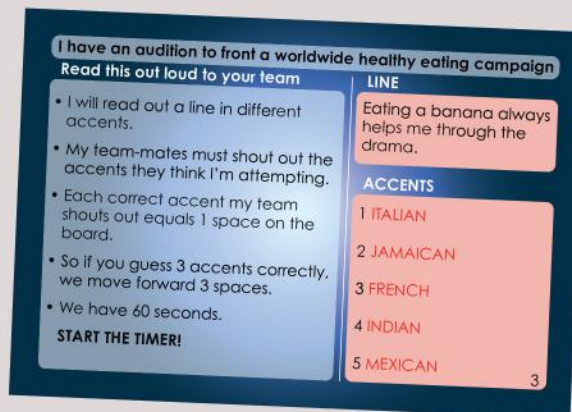 I have an audition to front a worldwide healthy eating campaign
Read this out loud to your team
• I will read out a line in different
accents.
• My team-mates must shout out the
accents they think I'm attempting.
• Each correct accent my team
shouts out equals 1 space on the
board.
• So if you guess 3 accents correctly,
we move forward 3 spaces.
• We have 60 seconds.
START THE TIMER!
LINE
Eating a banana always
helps me through the
drama.
ACCENTS
1 ITALIAN
2 JAMAICAN
3 FRENCH
4 INDIAN
5 MEXICAN
3